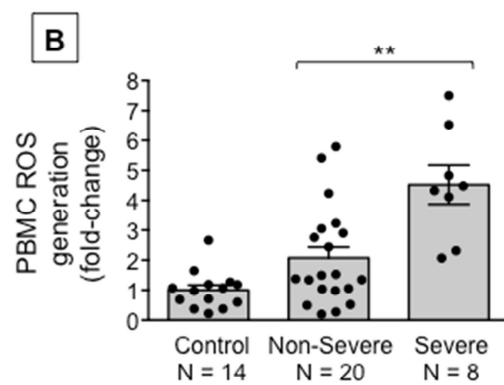 B
**
PBMC ROS
generation
(fold-change)
8
7
6
5
4
3
2
1
0
Control Non-Severe Severe
N = 14 N = 20 N = 8